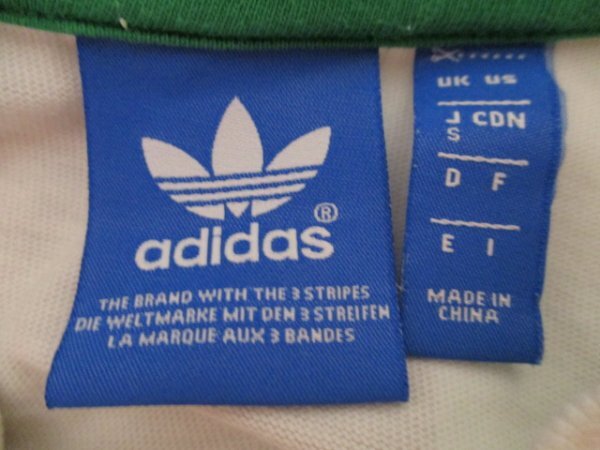 adidas®
THE BRAND WITH THE 3 STRIPES
DIE WELTMARKE MIT DEN 3 STREIFEN
LA MARQUE AUX 3 BANDES
UK US
J CDN
S
D F
E I
MADE IN
CHINA